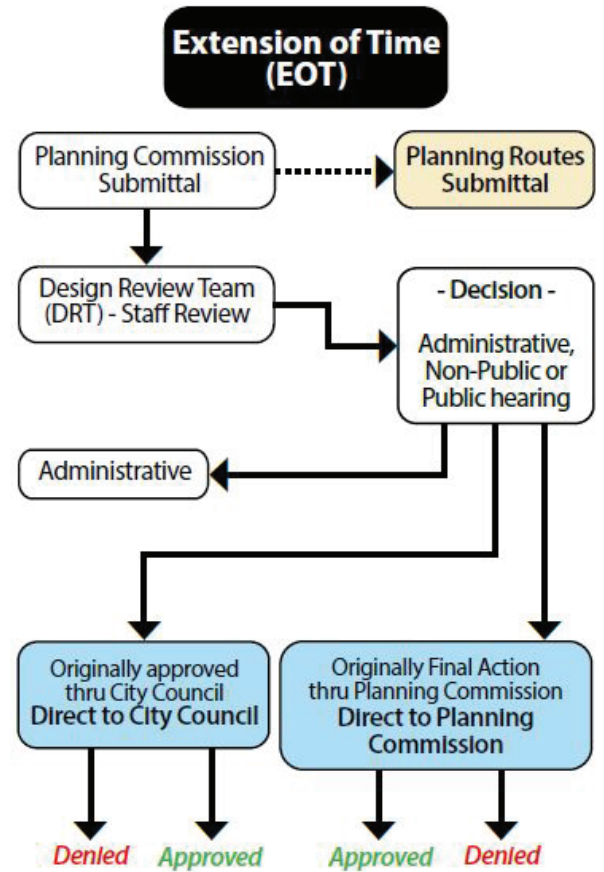 Extension of Time
(EOT)
Planning Commission
Submittal
Planning Routes
Submittal
Design Review Team
(DRT) - Staff Review
- Decision -
Administrative,
Non-Public or
Public hearing
Administrative
Originally approved
thru City Council
Direct to City Council
Originally Final Action
thru Planning Commission
Direct to Planning
Commission
Denied
Approved
Approved
Denied